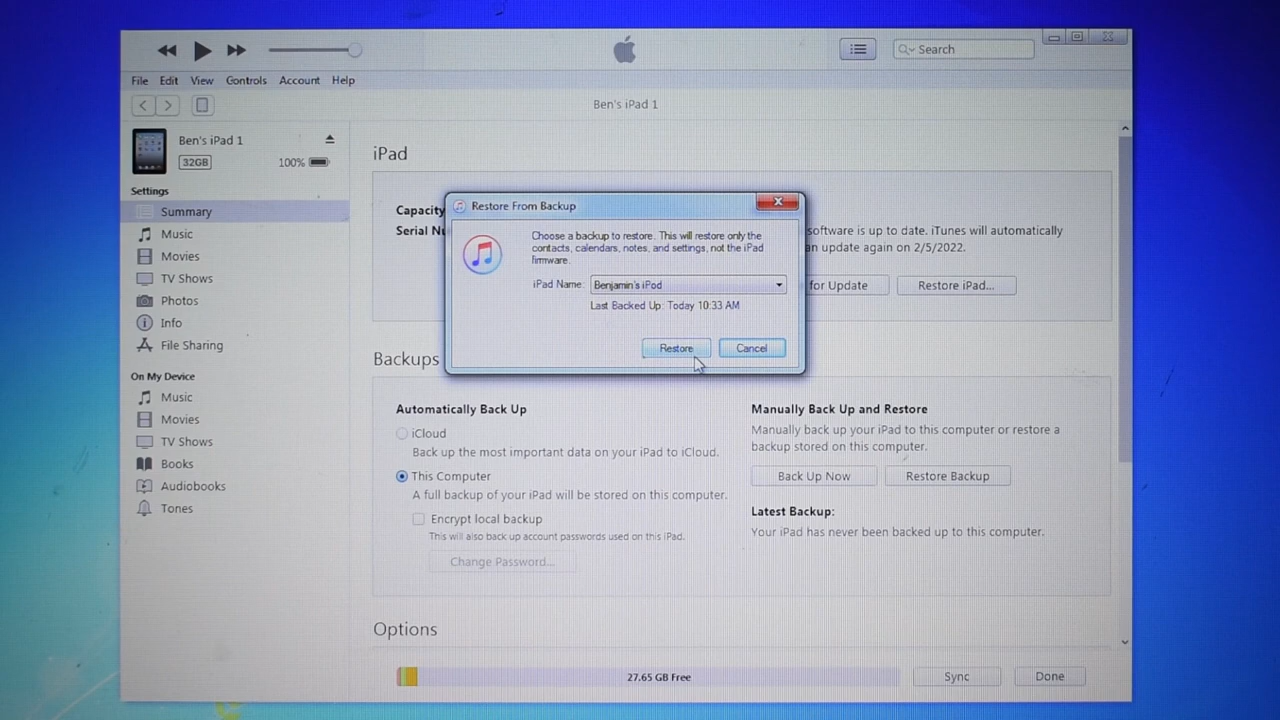 Search
File Edit View Controls Account Help
Ben's iPad 1
Ben's iPad 1
32GB 100%
Settings
Summary
Music
Movies
TV Shows
Photos
Info
File Sharing
On My Device
Music
Movies
TV Shows
Books
Audiobooks
Tones
iPad
Capacity
Serial Nu
software is up to date. iTunes will automatically
an update again on 2/5/2022.
for Update Restore iPad...
Restore From Backup
Choose a backup to restore. This will restore only the
contacts, calendars, notes, and settings, not the iPad
firmware.
iPad Name: Benjamin's iPod
Last Backed Up: Today 10:33 AM
Restore Cancel
Backups
Automatically Back Up
iCloud
Back up the most important data on your iPad to iCloud.
This Computer
A full backup of your iPad will be stored on this computer.
Encrypt local backup
This will also back up account passwords used on this iPad.
Change Password...
Manually Back Up and Restore
Manually back up your iPad to this computer or restore a
backup stored on this computer.
Back Up Now Restore Backup
Latest Backup:
Your iPad has never been backed up to this computer.
Options
27.65 GB Free Sync Done